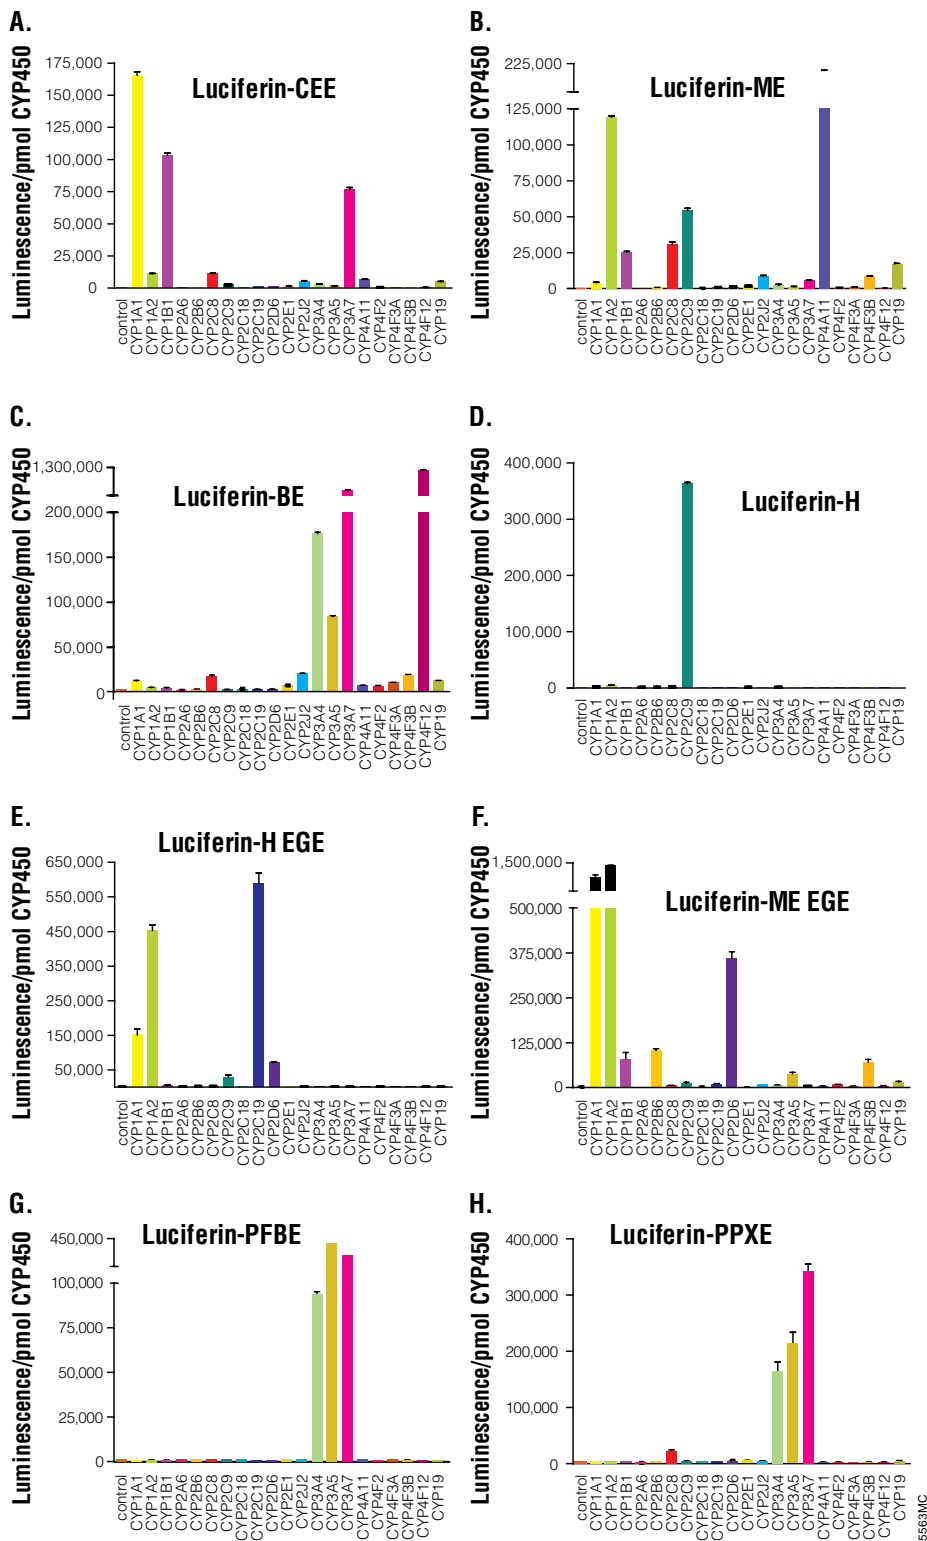 A.
Luminescence/pmol CYP450
Luciferin-CEE
175,000
150,000
125,000
100,000
75,000
50,000
25,000
0
control
CYP1A1
CYP1A2
CYP1B1
CYP2A6
CYP2B6
CYP2C8
CYP2C9
CYP2C18
CYP2C19
CYP2D6
CYP2E1
CYP2J2
CYP3A4
CYP3A5
CYP3A7
CYP4A11
CYP4F2
CYP4F3A
CYP4F3B
CYP4F12
CYP19
B.
Luminescence/pmol CYP450
Luciferin-ME
225,000
125,000
100,000
75,000
50,000
25,000
0
control
CYP1A1
CYP1A2
CYP1B1
CYP2A6
CYP2B6
CYP2C8
CYP2C9
CYP2C18
CYP2C19
CYP2D6
CYP2E1
CYP2J2
CYP3A4
CYP3A5
CYP3A7
CYP4A11
CYP4F2
CYP4F3A
CYP4F3B
CYP4F12
CYP19
C.
Luminescence/pmol CYP450
Luciferin-BE
1,300,000
200,000
150,000
100,000
50,000
0
control
CYP1A1
CYP1A2
CYP1B1
CYP2A6
CYP2B6
CYP2C8
CYP2C9
CYP2C18
CYP2C19
CYP2D6
CYP2E1
CYP2J2
CYP3A4
CYP3A5
CYP3A7
CYP4A11
CYP4F2
CYP4F3A
CYP4F3B
CYP4F12
CYP19
D.
Luminescence/pmol CYP450
Luciferin-H
400,000
300,000
200,000
100,000
0
control
CYP1A1
CYP1A2
CYP1B1
CYP2A6
CYP2B6
CYP2C8
CYP2C9
CYP2C18
CYP2C19
CYP2D6
CYP2E1
CYP2J2
CYP3A4
CYP3A5
CYP3A7
CYP4A11
CYP4F2
CYP4F3A
CYP4F3B
CYP4F12
CYP19
E.
Luminescence/pmol CYP450
Luciferin-H EGE
650,000
550,000
450,000
350,000
250,000
150,000
50,000
control
CYP1A1
CYP1A2
CYP1B1
CYP2A6
CYP2B6
CYP2C8
CYP2C9
CYP2C18
CYP2C19
CYP2D6
CYP2E1
CYP2J2
CYP3A4
CYP3A5
CYP3A7
CYP4A11
CYP4F2
CYP4F3A
CYP4F3B
CYP4F12
CYP19
F.
Luminescence/pmol CYP450
Luciferin-ME EGE
1,500,000
500,000
375,000
250,000
125,000
0
control
CYP1A1
CYP1A2
CYP1B1
CYP2A6
CYP2B6
CYP2C8
CYP2C9
CYP2C18
CYP2C19
CYP2D6
CYP2E1
CYP2J2
CYP3A4
CYP3A5
CYP3A7
CYP4A11
CYP4F2
CYP4F3A
CYP4F3B
CYP4F12
CYP19
G.
Luminescence/pmol CYP450
Luciferin-PFBE
450,000
100,000
75,000
50,000
25,000
0
control
CYP1A1
CYP1A2
CYP1B1
CYP2A6
CYP2B6
CYP2C8
CYP2C9
CYP2C18
CYP2C19
CYP2D6
CYP2E1
CYP2J2
CYP3A4
CYP3A5
CYP3A7
CYP4A11
CYP4F2
CYP4F3A
CYP4F3B
CYP4F12
CYP19
H.
Luminescence/pmol CYP450
Luciferin-PPXE
400,000
300,000
200,000
100,000
0
control
CYP1A1
CYP1A2
CYP1B1
CYP2A6
CYP2B6
CYP2C8
CYP2C9
CYP2C18
CYP2C19
CYP2D6
CYP2E1
CYP2J2
CYP3A4
CYP3A5
CYP3A7
CYP4A11
CYP4F2
CYP4F3A
CYP4F3B
CYP4F12
CYP19
5563MC